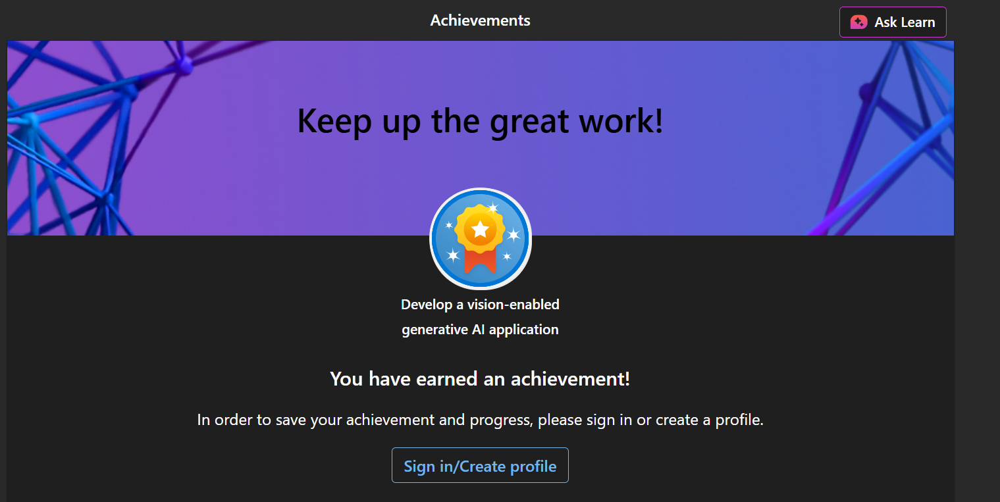 Achievements
Ask Learn
Keep up the great work!
Develop a vision-enabled
generative AI application
You have earned an achievement!
In order to save your achievement and progress, please sign in or create a profile.
Sign in/Create profile